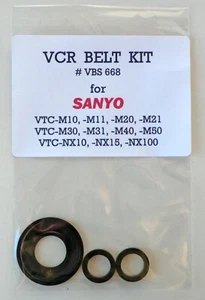 VCR BELT KIT
# VBS 668
for
SANYO
VTC-M10, -M11, -M20, -M21
VTC-M30, -M31, -M40, -M50
VTC-NX10, -NX15, -NX100